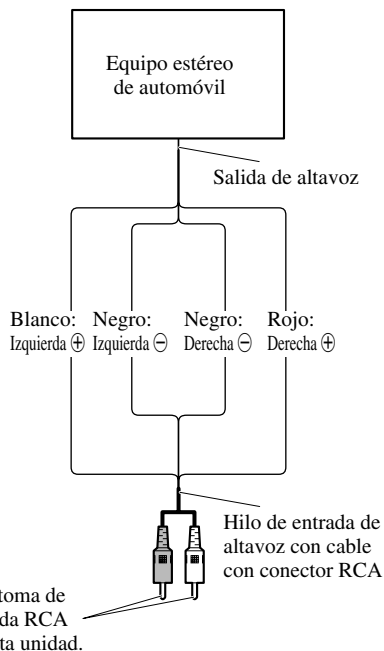 Equipo estéreo
de automóvil
Salida de altavoz
Blanco:
Izquierda ⊕
Negro:
Izquierda ⊖
Negro:
Derecha ⊖
Rojo:
Derecha ⊕
Hilo de entrada de
altavoz con cable
con conector RCA
toma de
da RCA
ta unidad.